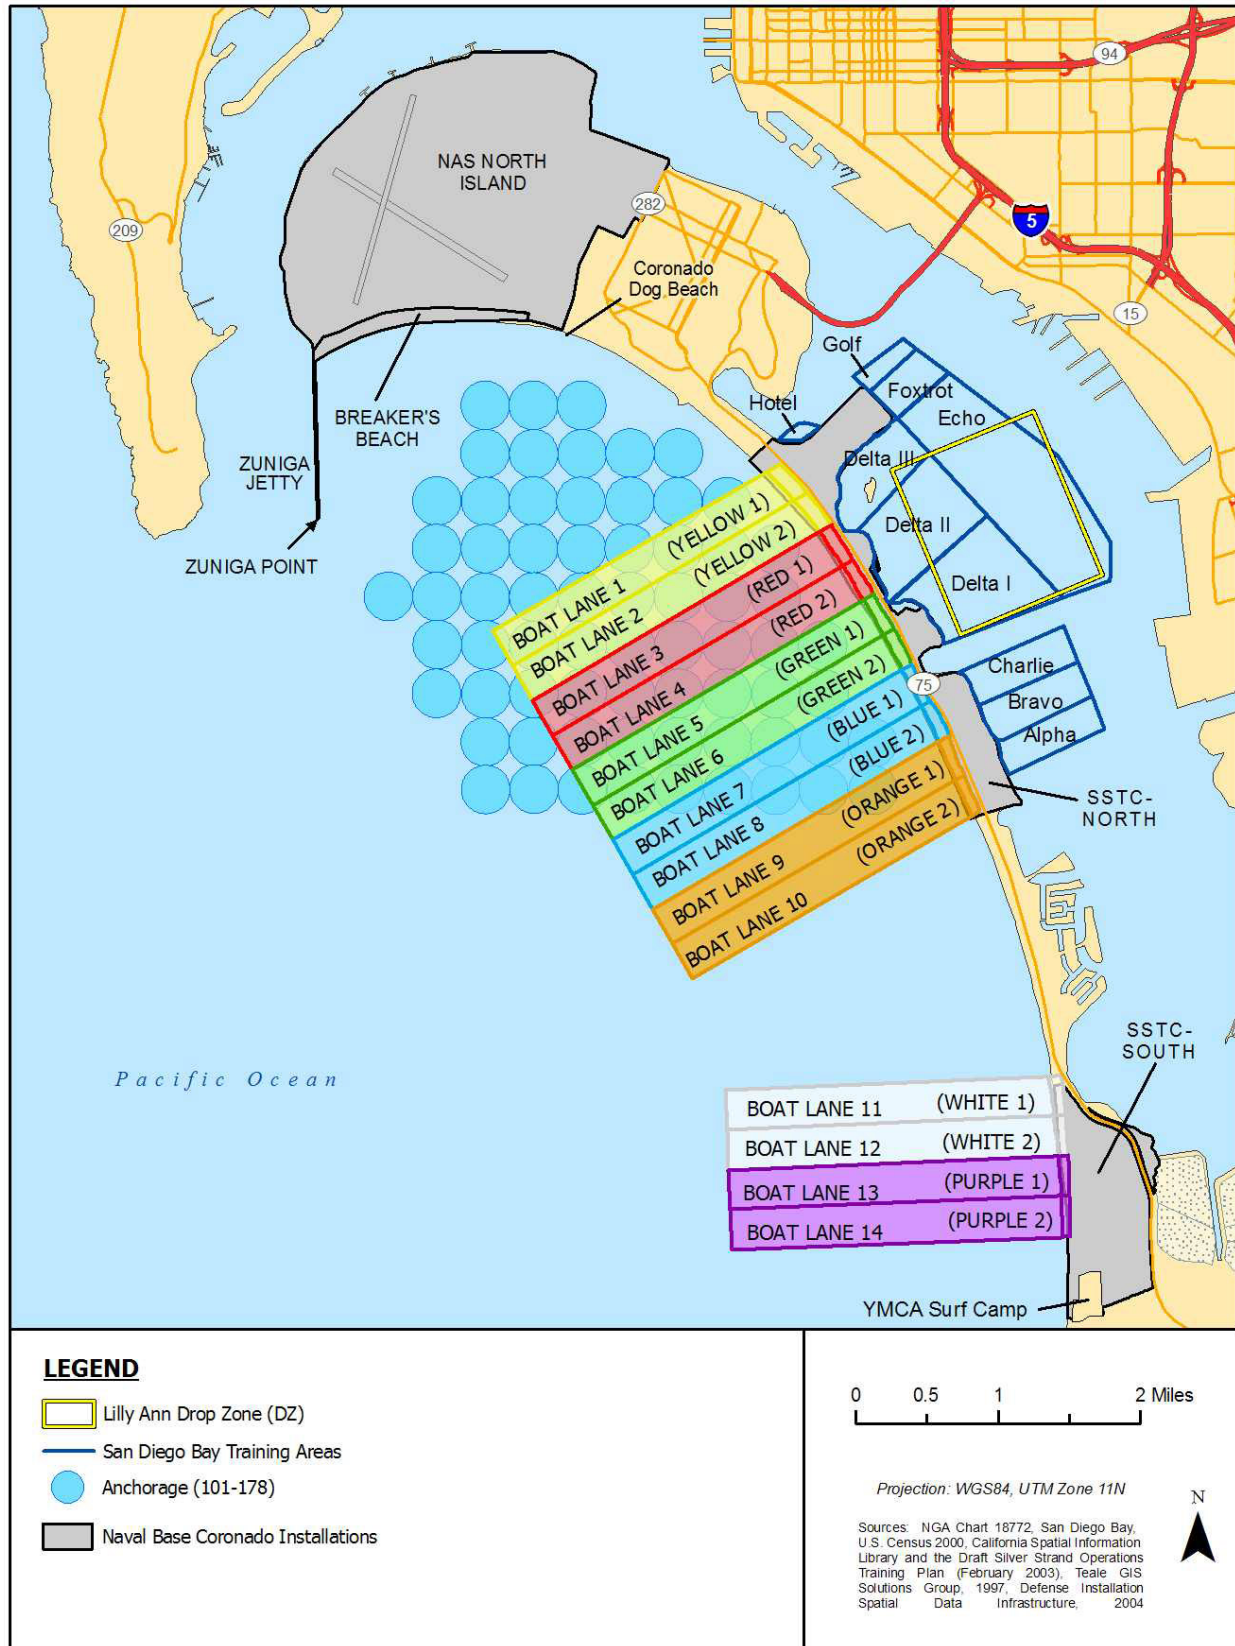 94
NAS NORTH
ISLAND
282
5
209
Coronado
Dog Beach
15
Golf
Foxtrot
Hotel
Echo
BREAKER'S
BEACH
Delta III
ZUNIGA
JETTY
(YELLOW 1)
Delta II
(YELLOW 2)
ZUNIGA POINT
(RED 1)
Delta I
BOAT LANE 1
BOAT LANE 2
(RED 2)
(GREEN 1)
BOAT LANE 3
Charlie
(GREEN 2)
75
BOAT LANE 4
Bravo
(BLUE 1)
BOAT LANE 5
Alpha
(BLUE 2)
BOAT LANE 6
(ORANGE 1)
BOAT LANE 7
SSTC-
NORTH
(ORANGE 2)
BOAT LANE 8
BOAT LANE 9
BOAT LANE 10
SSTC-
SOUTH
Pacific Ocean
BOAT LANE 11 (WHITE 1)
BOAT LANE 12 (WHITE 2)
BOAT LANE 13 (PURPLE 1)
BOAT LANE 14 (PURPLE 2)
YMCA Surf Camp
LEGEND
Lilly Ann Drop Zone (DZ)
San Diego Bay Training Areas
Anchorage (101-178)
Naval Base Coronado Installations
0 0.5 1 2 Miles
Projection: WGS84, UTM Zone 11N
N
Sources: NGA Chart 18772, San Diego Bay,
U.S. Census 2000, California Spatial Information
Library and the Draft Silver Strand Operations
Training Plan (February 2003), Teale GIS
Solutions Group, 1997, Defense Installation
Spatial Data Infrastructure, 2004